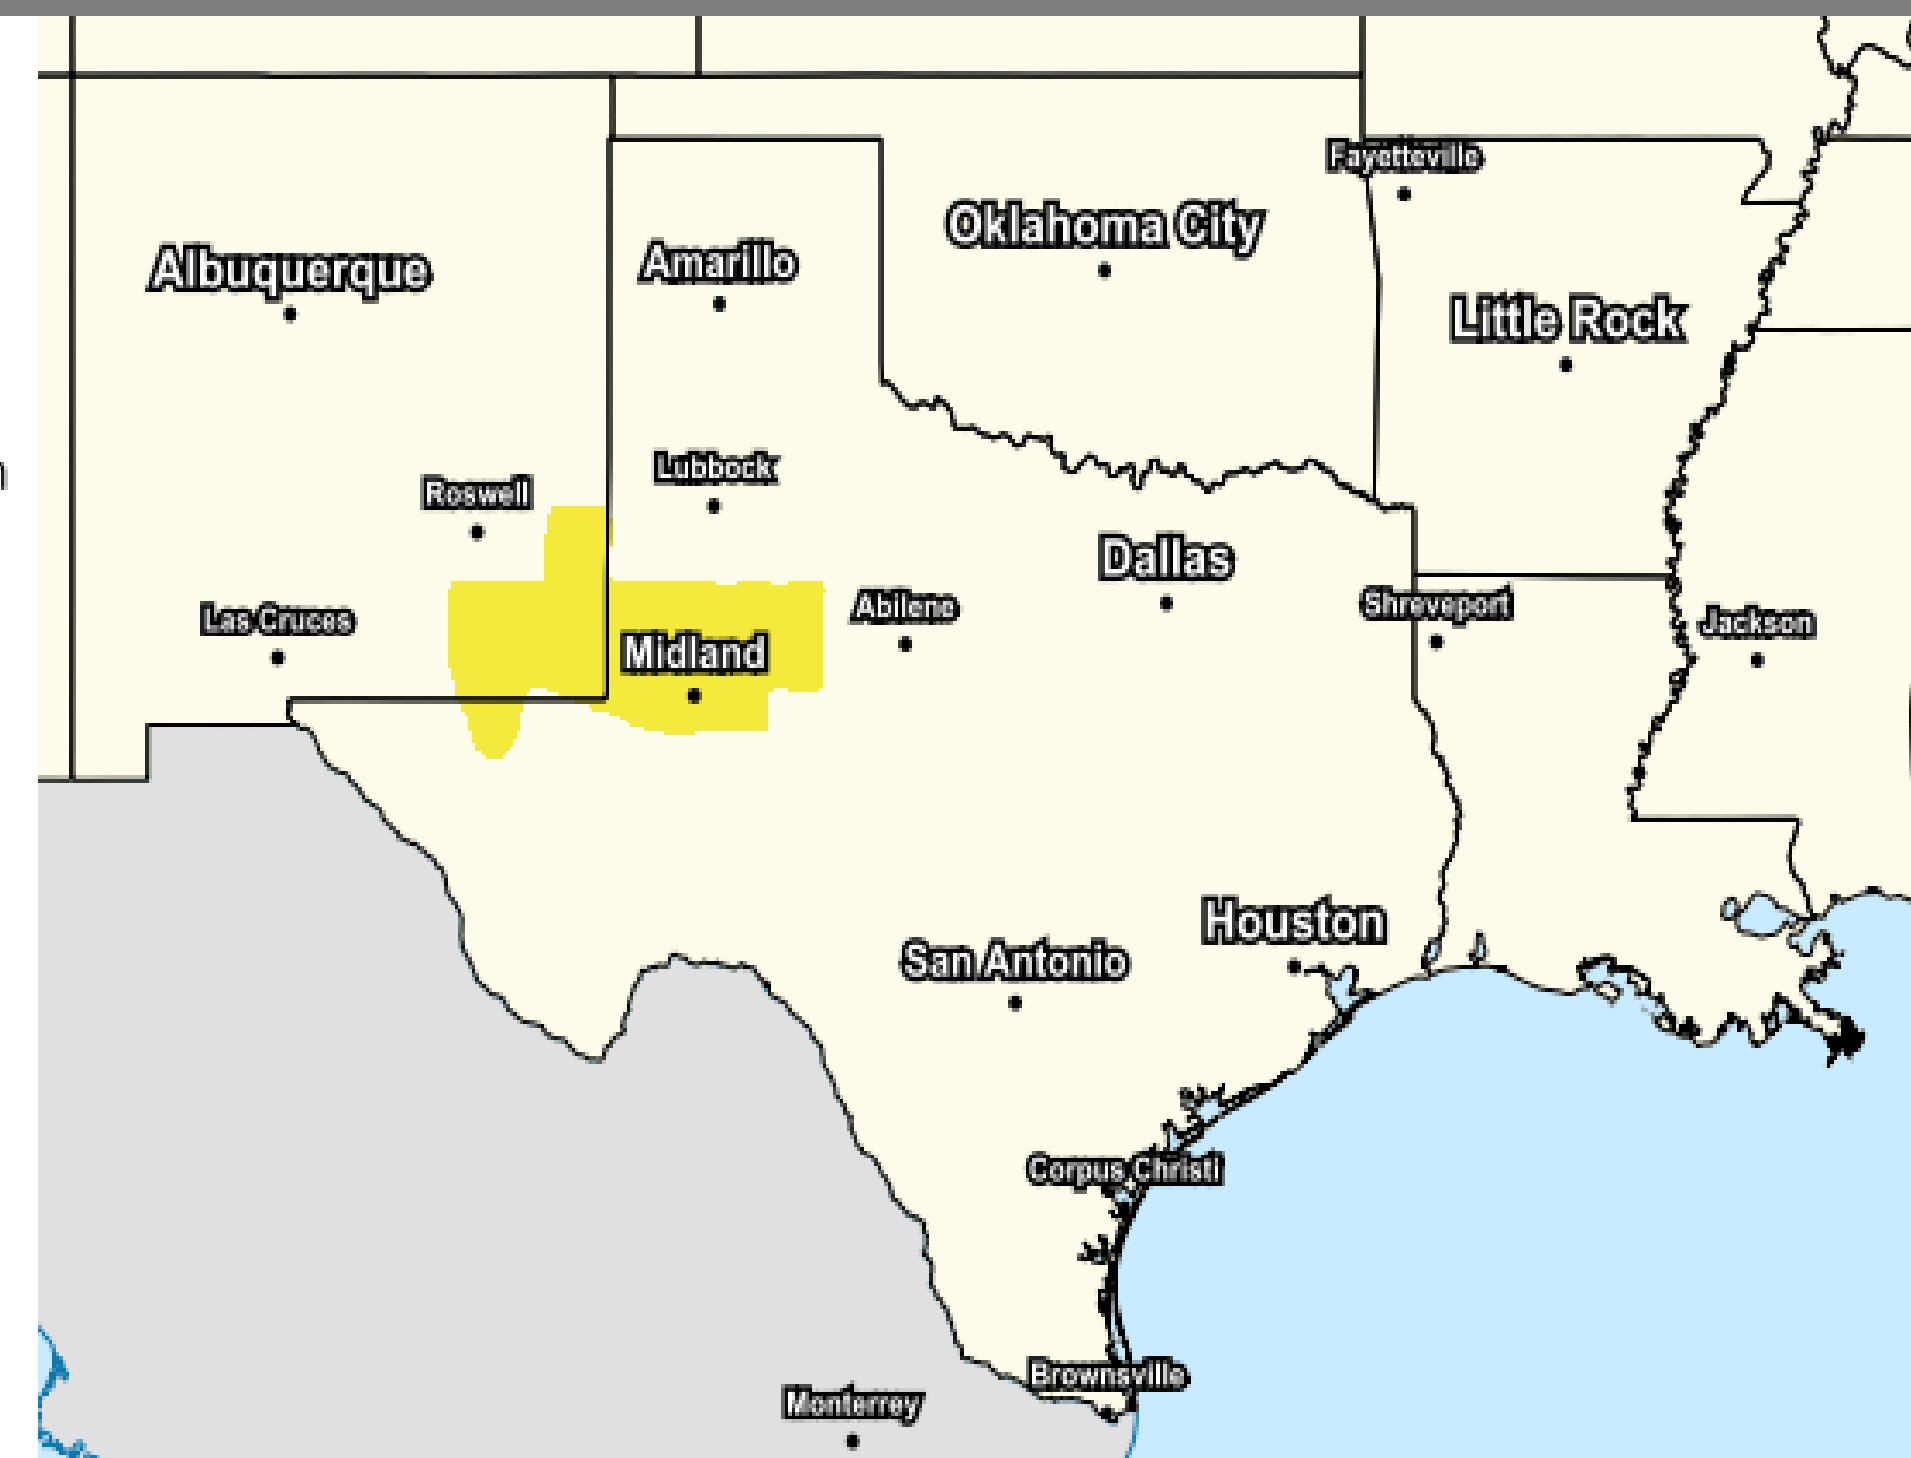 Fayetteville
Oklahoma City
Albuquerque
Amarillo
Little Rock
Lubbock
Roswell
Dallas
Abilene
Shreveport
Las Cruces
Jackson
Midland
Houston
San Antonio
Corpus Christi
Brownsville
Monterrey